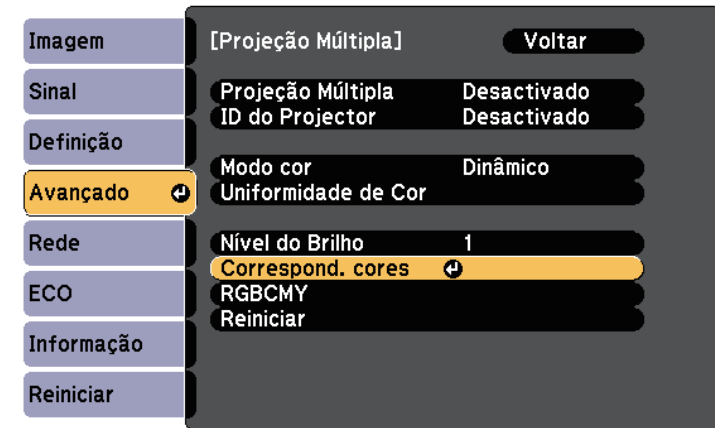 Imagem
Sinal
Definição
Avançado
Rede
ECO
Informação
Reiniciar
[Projeção Múltipla] Voltar
Projeção Múltipla Desactivado
ID do Projector Desactivado
Modo cor Dinâmico
Uniformidade de Cor
Nível do Brilho 1
Correspond. cores
RGBCMY
Reiniciar